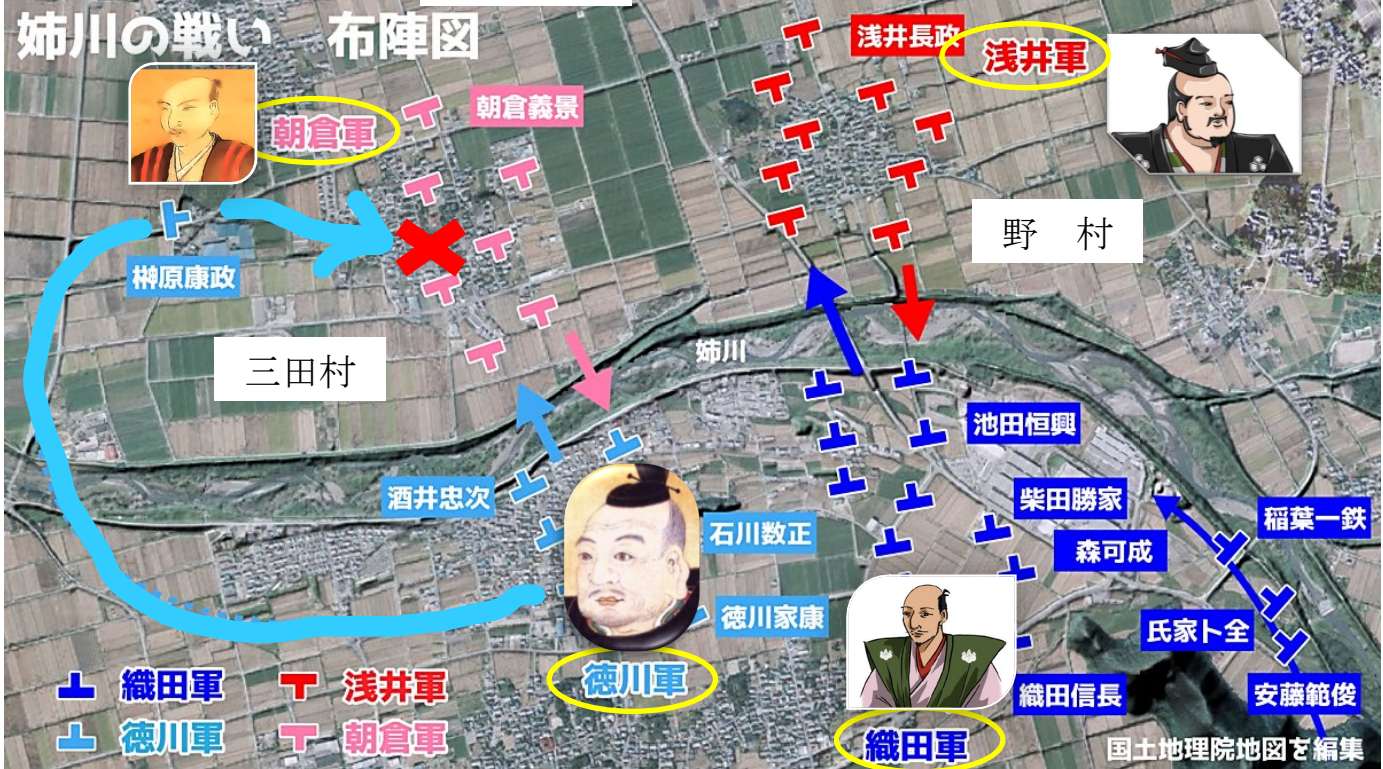 姉川の戦い 布陣図
浅井長政
浅井軍
朝倉軍
朝倉義景
榊原康政
野 村
三田村
姉川
池田恒興
酒井忠次
柴田勝家
石川数正
稲葉一鉄
森可成
徳川家康
氏家ト全
徳川軍
織田信長
安藤範俊
織田軍
織田軍 浅井軍
徳川軍 朝倉軍
国土地理院地図を編集